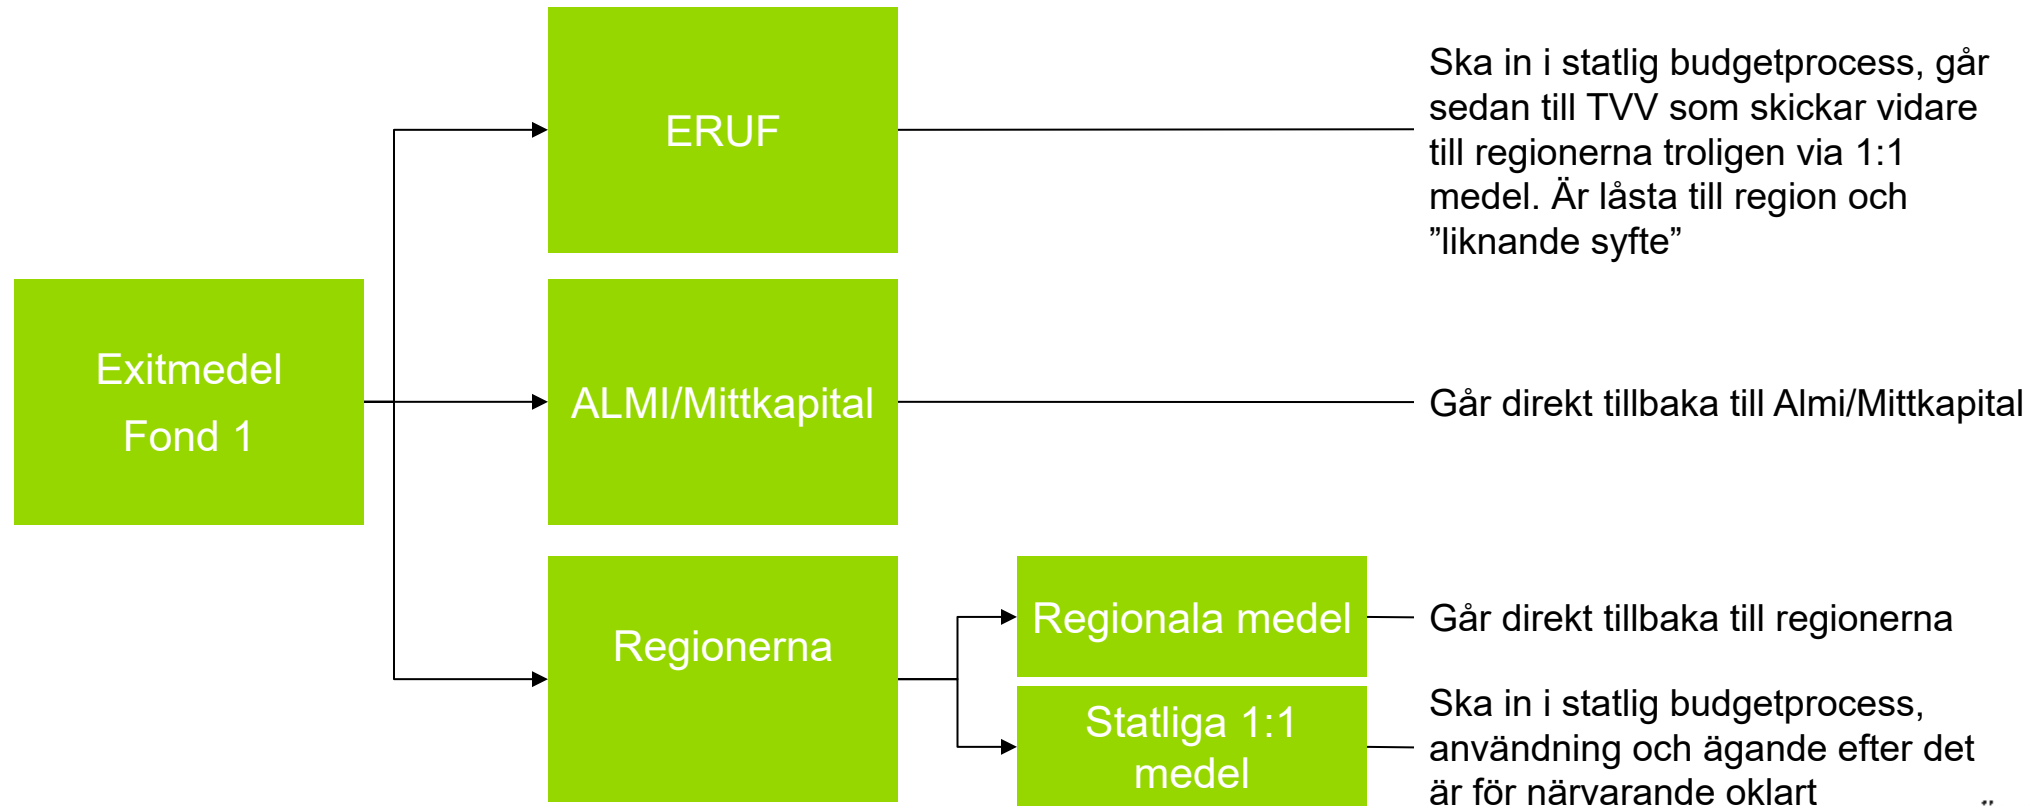 ERUF
Ska in i statlig budgetprocess, går
sedan till TVV som skickar vidare
till regionerna troligen via 1:1
medel. Är låsta till region och
”liknande syfte”
Exitmedel
Fond 1
ALMI/Mittkapital
Går direkt tillbaka till Almi/Mittkapital
Regionerna
Regionala medel
Går direkt tillbaka till regionerna
Statliga 1:1
medel
Ska in i statlig budgetprocess,
användning och ägande efter det
är för närvarande oklart